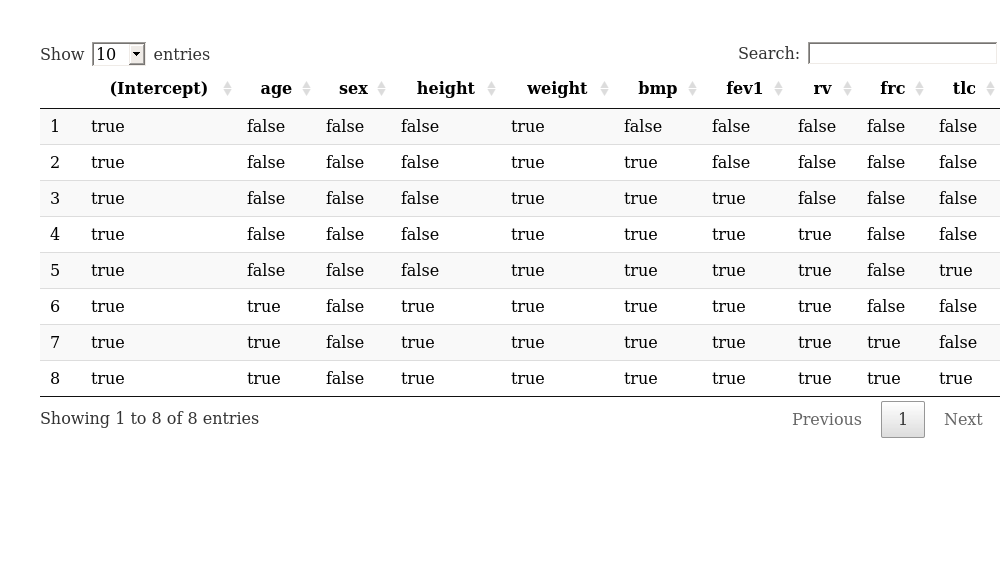 Show 10 entries Search:
(Intercept) age sex height weight bmp fev1 rv frc tlc
1 true false false false true false false false false false
2 true false false false true true false false false false
3 true false false false true true true false false false
4 true false false false true true true true false false
5 true false false false true true true true false true
6 true true false true true true true true false false
7 true true false true true true true true true false
8 true true false true true true true true true true
Showing 1 to 8 of 8 entries Previous 1 Next